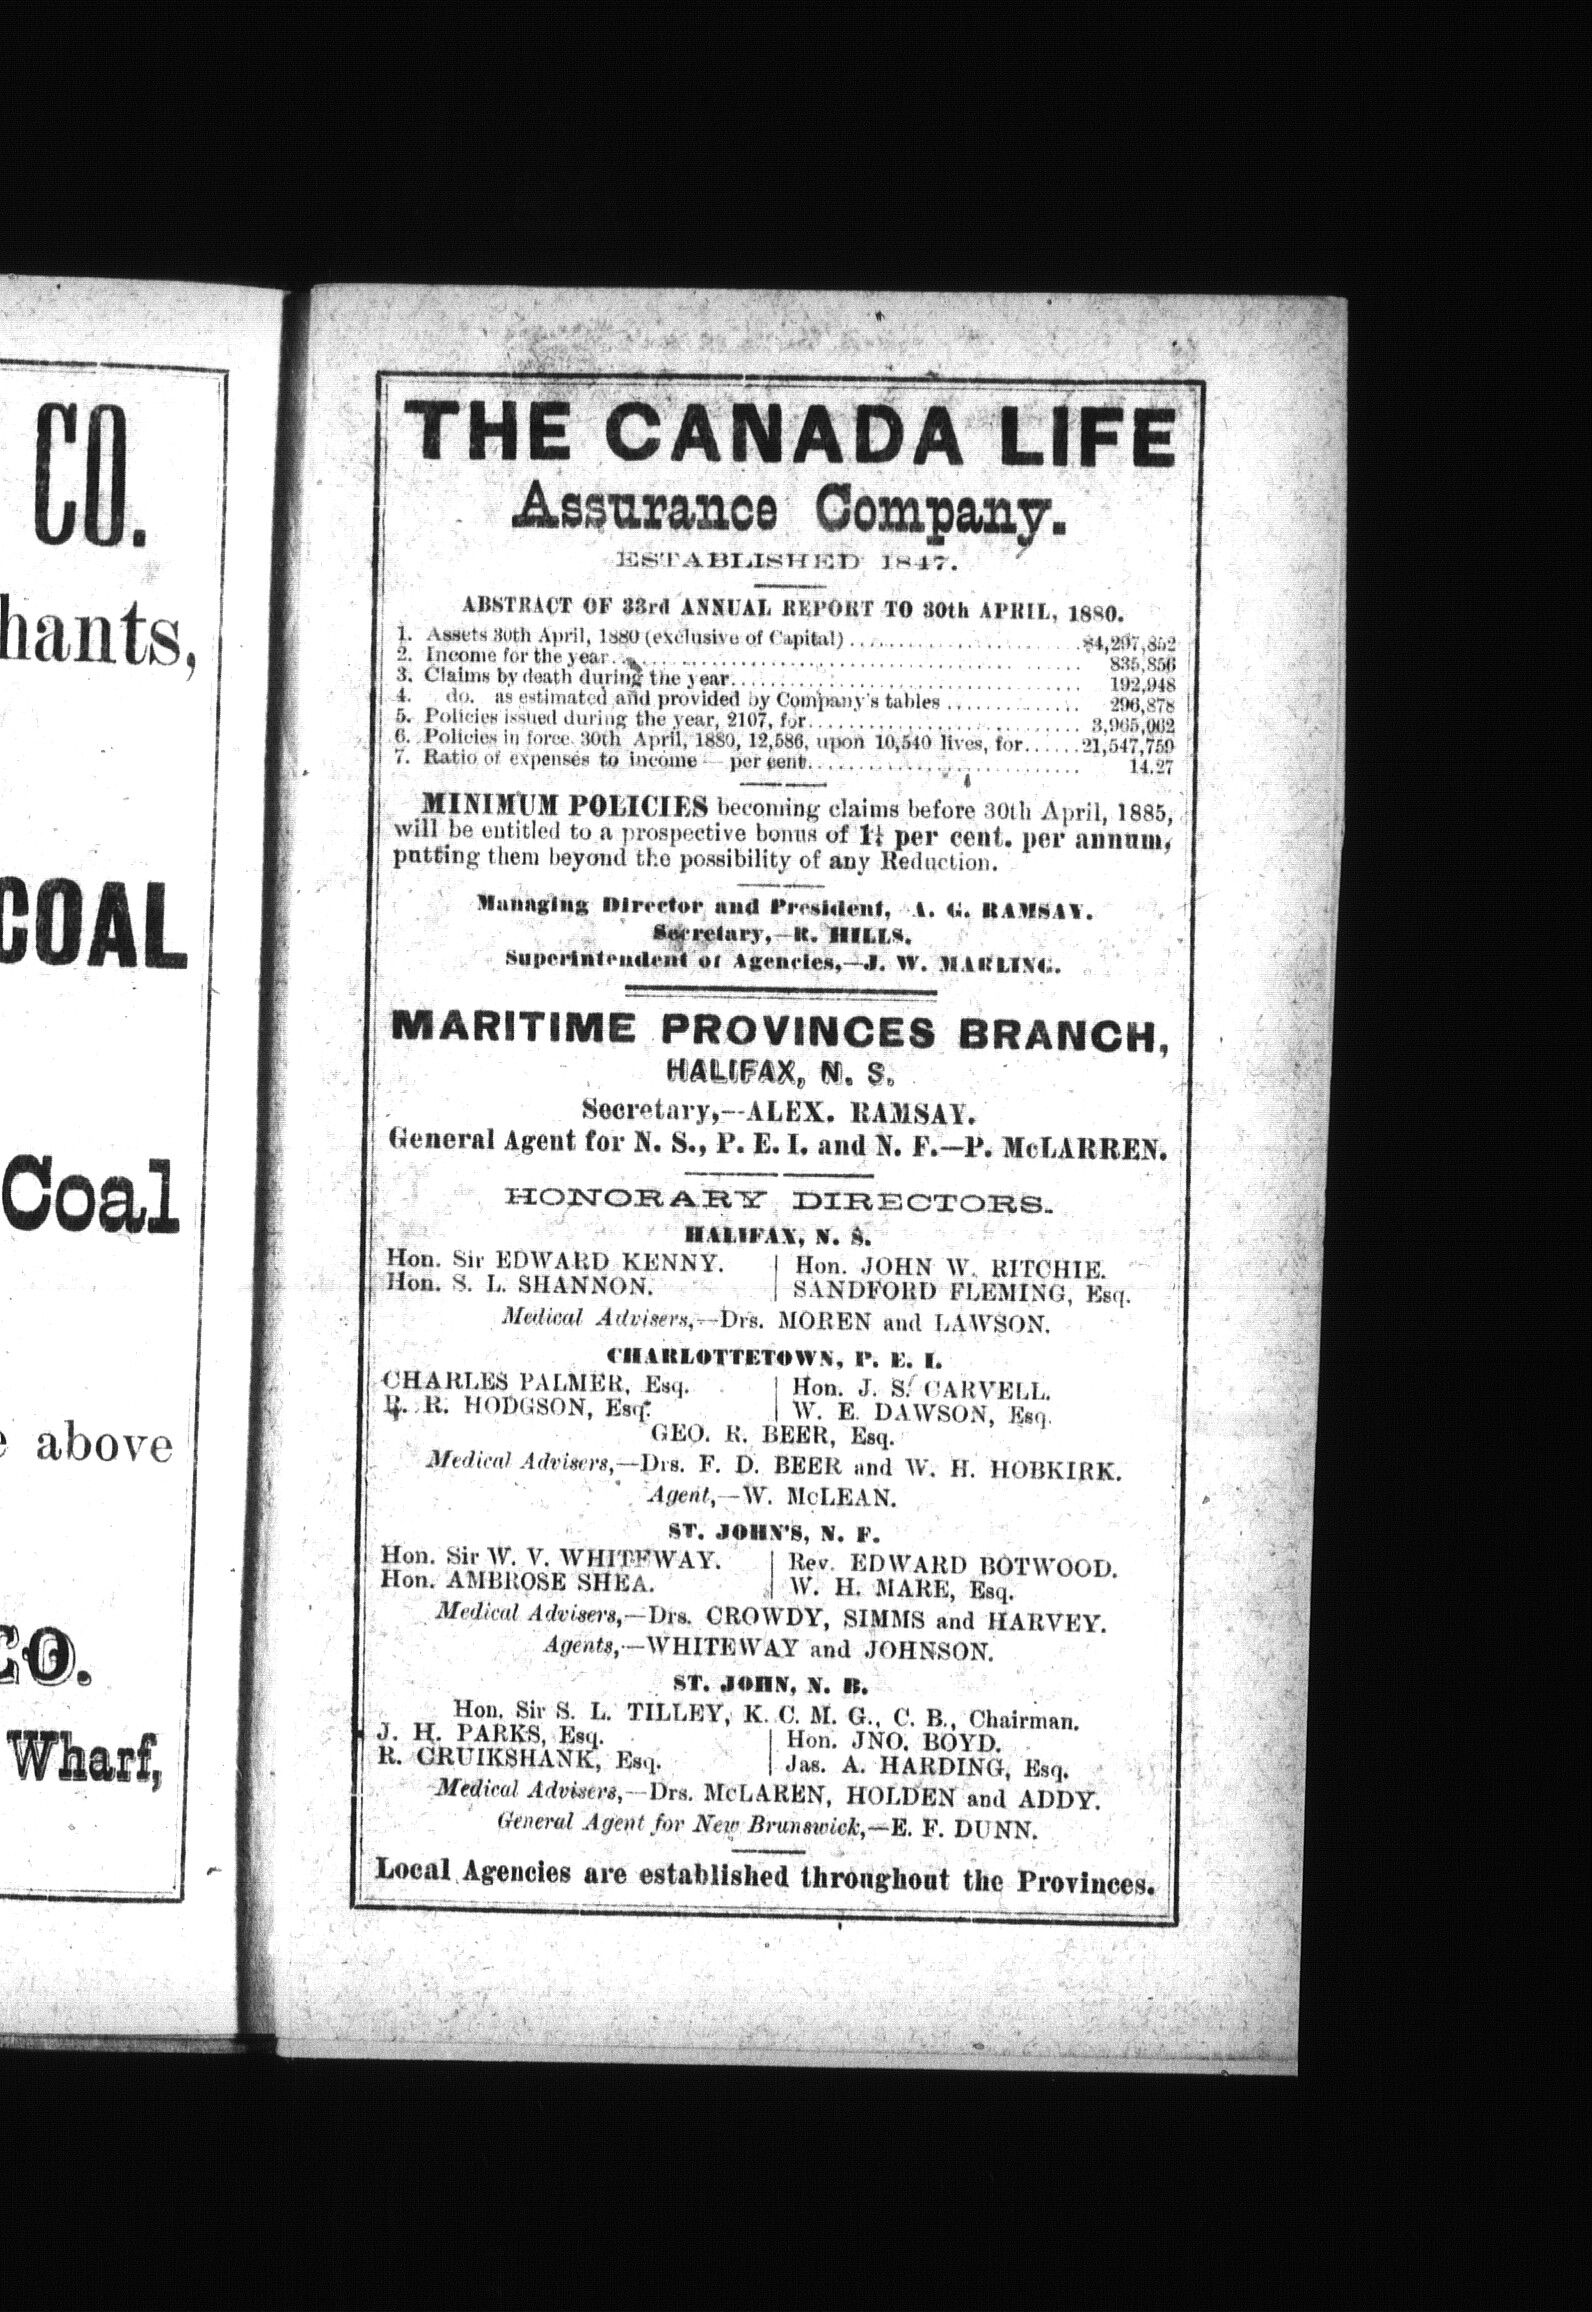 CO.
hants,
COAL
Coal
above
CO.
Wharf,
THE CANADA LIFE
Assurance Company.
ESTABLISHED 1847.
ABSTRACT OF 33rd ANNUAL REPORT TO 30th APRIL, 1880.
1. Assets 30th April, 1880 (exclusive of Capital) ........................ $4,297,852
2. Income for the year ........................ 835,856
3. Claims by death during the year ........................ 192,948
4. do. as estimated and provided by Company's tables .............. 296,878
5. Policies issued during the year, 2107, for ........................ 3,965,062
6. Policies in force 30th April, 1880, 12,586, upon 10,540 lives, for ...... 21,547,759
7. Ratio of expenses to income — per cent ........................ 14.27
MINIMUM POLICIES becoming claims before 30th April, 1885,
will be entitled to a prospective bonus of per cent. per annum,
putting them beyond the possibility of any Reduction.
Managing Director and President, A. G. RAMSAY.
Secretary,—R. HILLS.
Superintendent of Agencies,—J. W. MARLING.
MARITIME PROVINCES BRANCH,
HALIFAX, N. S.
Secretary,—ALEX. RAMSAY.
General Agent for N. S., P. E. I. and N. F.—P. McLARREN.
HONORARY DIRECTORS.
HALIFAX, N. S.
Hon. Sir EDWARD KENNY. | Hon. JOHN W. RITCHIE.
Hon. S. L. SHANNON. | SANDFORD FLEMING, Esq.
Medical Advisers,—Drs. MOREN and LAWSON.
CHARLOTTETOWN, P. E. I.
CHARLES PALMER, Esq. | Hon. J. S. CARVELL.
R. R. HODGSON, Esq. | W. E. DAWSON, Esq.
GEO. R. BEER, Esq.
Medical Advisers,—Drs. F. D. BEER and W. H. HOBKIRK.
Agent,—W. McLEAN.
ST. JOHN'S, N. F.
Hon. Sir W. V. WHITEWAY. | Rev. EDWARD BOTWOOD.
Hon. AMBROSE SHEA. | W. H. MARE, Esq.
Medical Advisers,—Drs. CROWDY, SIMMS and HARVEY.
Agents,—WHITEWAY and JOHNSON.
ST. JOHN, N. B.
Hon. Sir S. L. TILLEY, K. C. M. G., C. B., Chairman.
J. H. PARKS, Esq. | Hon. JNO. BOYD.
R. CRUIKSHANK, Esq. | Jas. A. HARDING, Esq.
Medical Advisers,—Drs. McLAREN, HOLDEN and ADDY.
General Agent for New Brunswick,—E. F. DUNN.
Local Agencies are established throughout the Provinces.